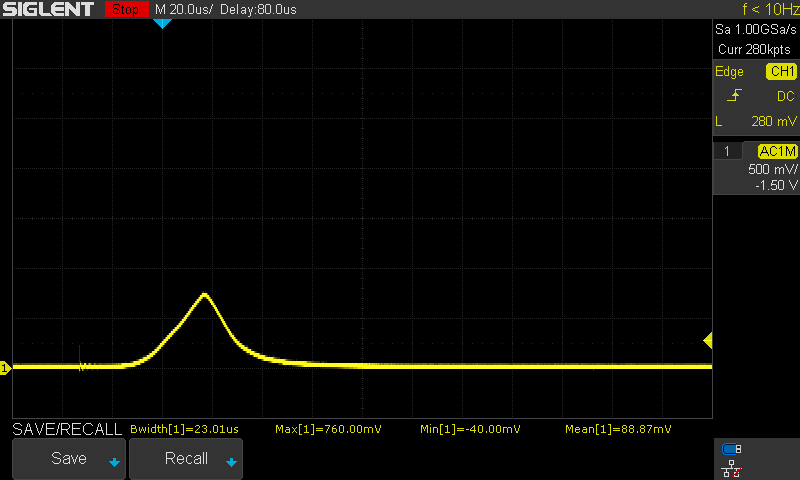 SIGLENT Stop M 20.0us/ Delay:80.0us f < 10Hz
Sa 1.00GSa/s
Curr 280kpts
Edge CH1
DC
L 280 mV
1 AC1M
500 mV/
-1.50 V
1
SAVE/RECALL Bwidth[1]=23.01us Max[1]=760.00mV Min[1]=-40.00mV Mean[1]=88.87mV
Save Recall